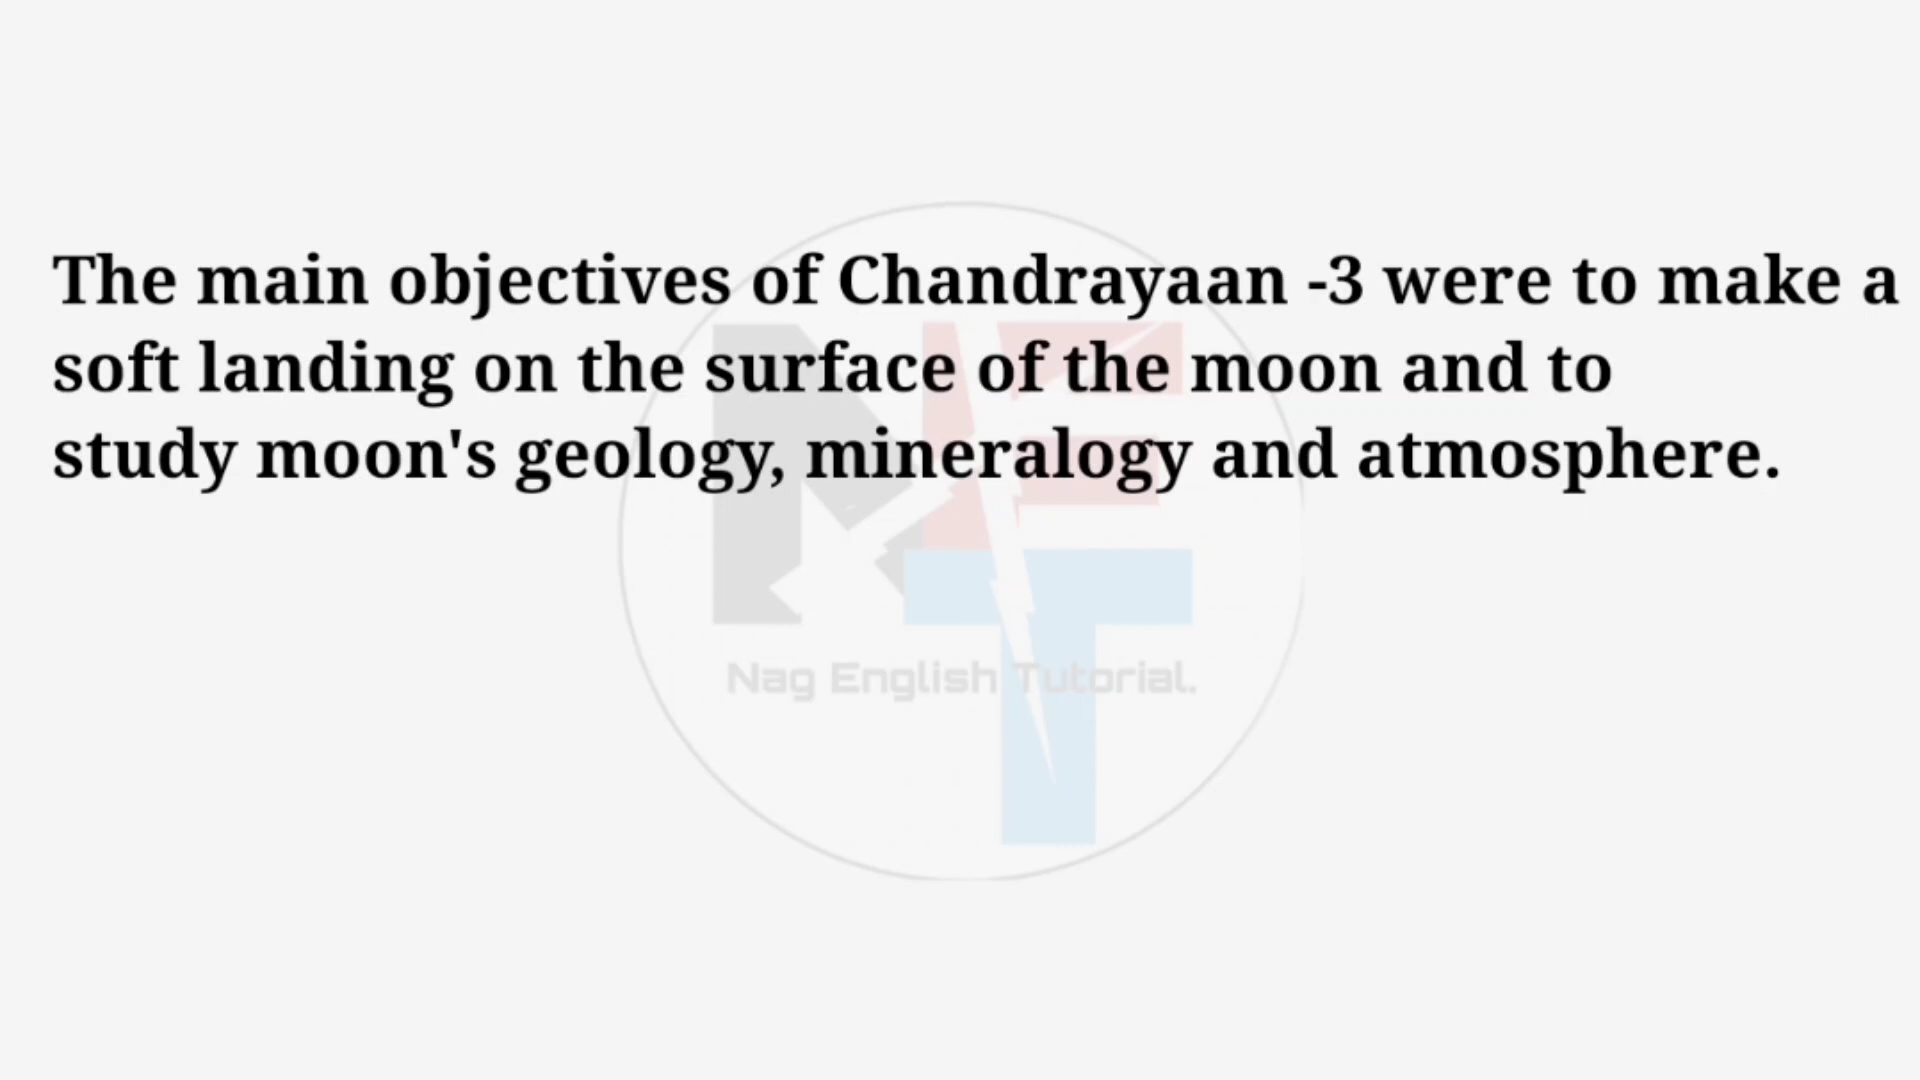 The main objectives of Chandrayaan -3 were to make a
soft landing on the surface of the moon and to
study moon's geology, mineralogy and atmosphere.
NET
Nag English Tutorial.